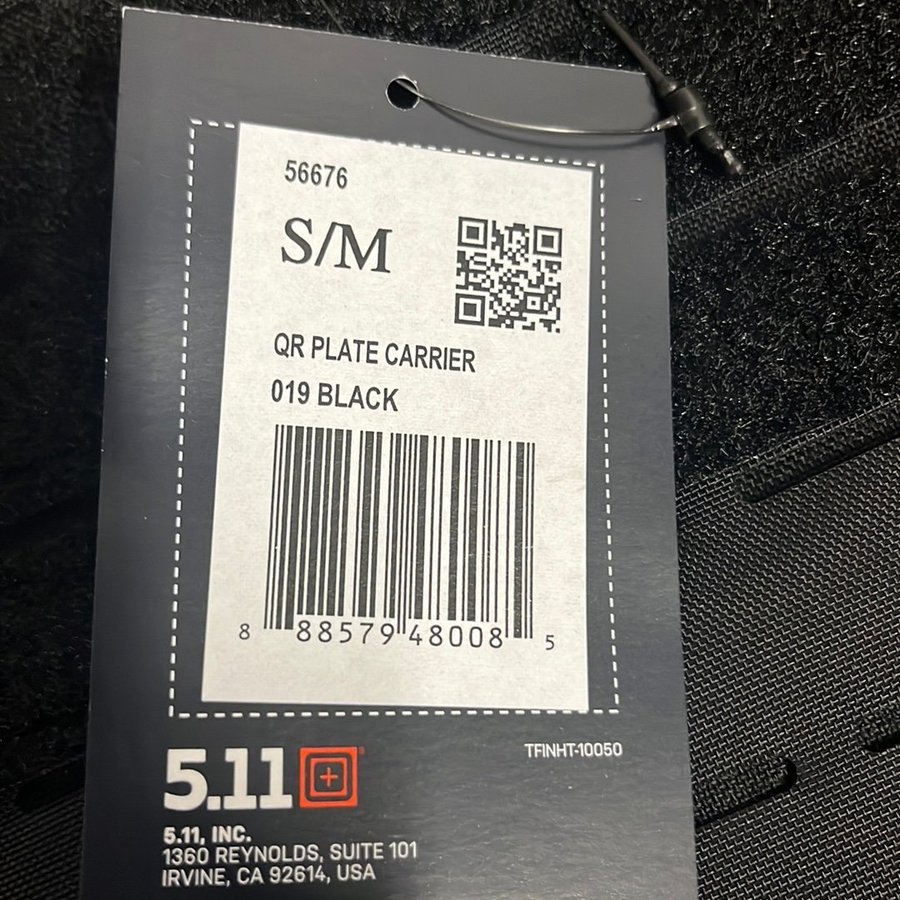 56676
S/M
QR PLATE CARRIER
019 BLACK
8 88579 48008 5
5.11
TFINHT-10050
5.11, INC.
1360 REYNOLDS, SUITE 101
IRVINE, CA 92614, USA